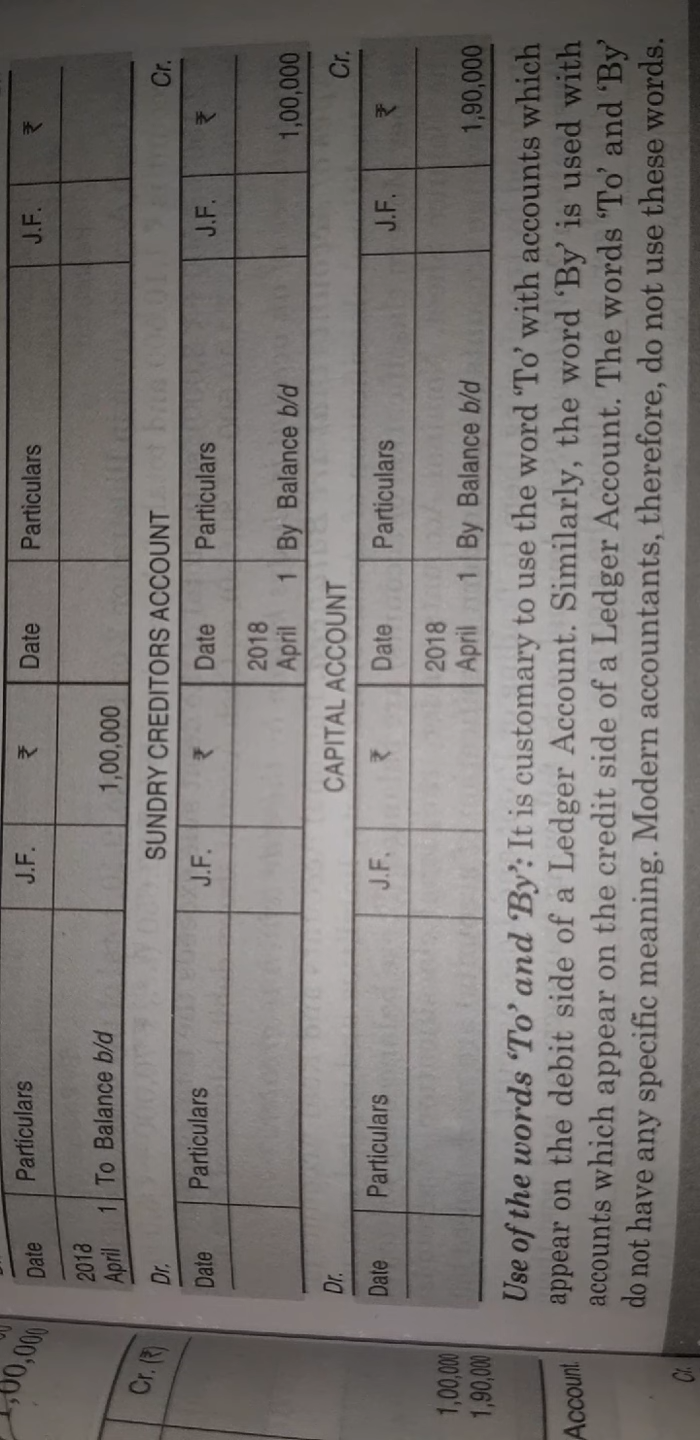 Date Particulars J.F. ₹ Date Particulars J.F. ₹
2018
April 1 To Balance b/d 1,00,000
SUNDRY CREDITORS ACCOUNT
Dr. Cr.
Date Particulars J.F. ₹ Date Particulars J.F. ₹
2018
April 1 By Balance b/d 1,00,000
CAPITAL ACCOUNT
Dr. Cr.
Date Particulars J.F. ₹ Date Particulars J.F. ₹
2018
April 1 By Balance b/d 1,90,000
Use of the words ‘To’ and ‘By’: It is customary to use the word ‘To’ with accounts which
appear on the debit side of a Ledger Account. Similarly, the word ‘By’ is used with
accounts which appear on the credit side of a Ledger Account. The words ‘To’ and ‘By’
do not have any specific meaning. Modern accountants, therefore, do not use these words.
Cr. (₹)
1,00,000
1,90,000
Account.
Cr.